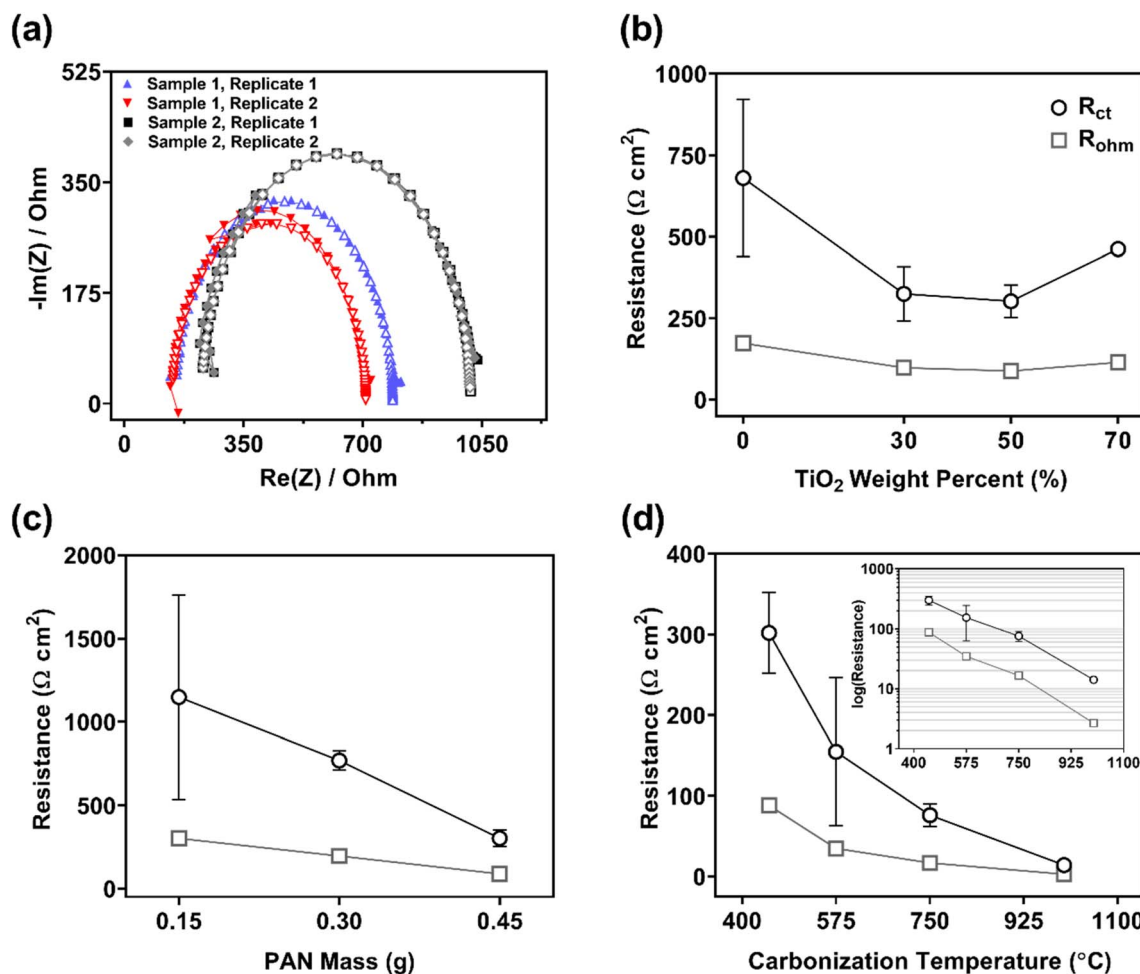 (a)
525
350
175
0
-Im(Z) / Ohm
Sample 1, Replicate 1
Sample 1, Replicate 2
Sample 2, Replicate 1
Sample 2, Replicate 2
0 350 700 1050
Re(Z) / Ohm
(b)
1000
750
500
250
0
Resistance (Ω cm²)
R_ct
R_ohm
0 30 50 70
TiO₂ Weight Percent (%)
(c)
2000
1500
1000
500
0
Resistance (Ω cm²)
0.15 0.30 0.45
PAN Mass (g)
(d)
400
300
200
100
0
Resistance (Ω cm²)
1000
100
10
1
log(Resistance)
400 575 750 925 1100
400 575 750 925 1100
Carbonization Temperature (°C)